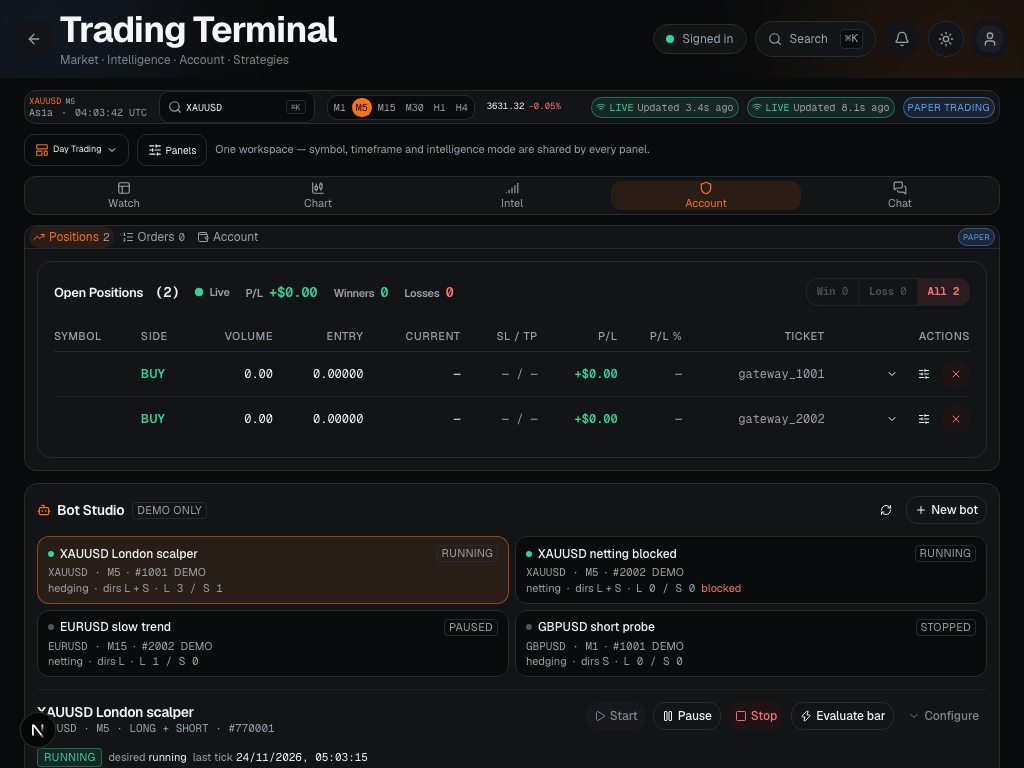 Trading Terminal
Market · Intelligence · Account · Strategies
Signed in
Search ⌘K
XAUUSD M5
Asia · 04:03:42 UTC
XAUUSD ⌘K
M1 M5 M15 M30 H1 H4
3631.32 -0.05%
LIVE Updated 3.4s ago
LIVE Updated 8.1s ago
PAPER TRADING
Day Trading
Panels
One workspace — symbol, timeframe and intelligence mode are shared by every panel.
Watch
Chart
Intel
Account
Chat
Positions 2 Orders 0 Account
PAPER
Open Positions (2) Live P/L +$0.00 Winners 0 Losses 0
Win 0 Loss 0 All 2
SYMBOL SIDE VOLUME ENTRY CURRENT SL / TP P/L P/L % TICKET ACTIONS
BUY 0.00 0.00000 — — / — +$0.00 — gateway_1001
BUY 0.00 0.00000 — — / — +$0.00 — gateway_2002
Bot Studio DEMO ONLY
New bot
XAUUSD London scalper RUNNING
XAUUSD · M5 · #1001 DEMO
hedging · dirs L + S · L 3 / S 1
XAUUSD netting blocked RUNNING
XAUUSD · M5 · #2002 DEMO
netting · dirs L + S · L 0 / S 0 blocked
EURUSD slow trend PAUSED
EURUSD · M15 · #2002 DEMO
netting · dirs L · L 1 / S 0
GBPUSD short probe STOPPED
GBPUSD · M1 · #1001 DEMO
hedging · dirs S · L 0 / S 0
XAUUSD London scalper
USD · M5 · LONG + SHORT · #770001
Start
Pause
Stop
Evaluate bar
Configure
N
RUNNING desired running last tick 24/11/2026, 05:03:15